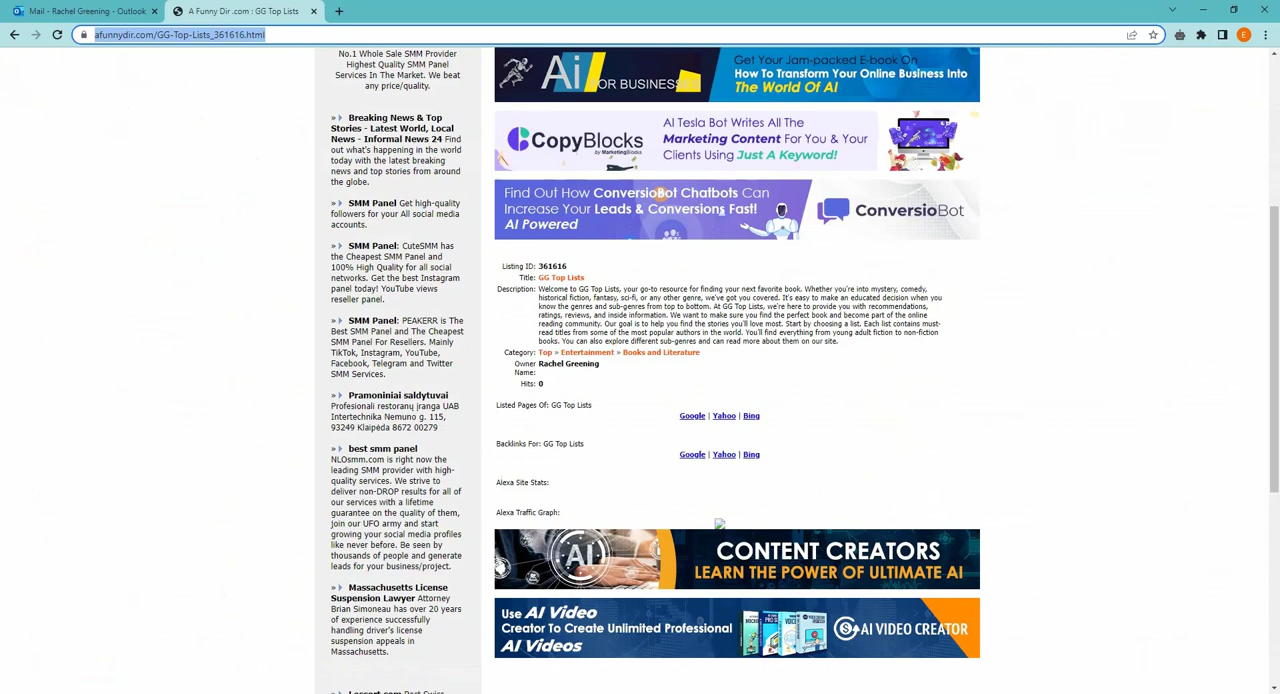 Mail - Rachel Greening - Outlook
A Funny Dir .com : GG Top Lists
afunnydir.com/GG-Top-Lists_361616.html
E
No.1 Whole Sale SMM Provider
Highest Quality SMM Panel
Services In The Market. We beat
any price/quality.
» Breaking News & Top
Stories - Latest World, Local
News - Informal News 24 Find
out what's happening in the world
today with the latest breaking
news and top stories from around
the globe.
» SMM Panel Get high-quality
followers for your All social media
accounts.
» SMM Panel: CuteSMM has
the Cheapest SMM Panel and
100% High Quality for all social
networks. Get the best Instagram
panel today! YouTube views
reseller panel.
» SMM Panel: PEAKERR is The
Best SMM Panel and The Cheapest
SMM Panel For Resellers. Mainly
TikTok, Instagram, YouTube,
Facebook, Telegram and Twitter
SMM Services.
» Pramoniniai saldytuvai
Profesionali restoranų įranga UAB
Intertechnika Nemuno g. 115,
93249 Klaipėda 8672 00279
» best smm panel
NLOsmm.com is right now the
leading SMM provider with high-
quality services. We strive to
deliver non-DROP results for all of
our services with a lifetime
guarantee on the quality of them,
join our UFO army and start
growing your social media profiles
like never before. Be seen by
thousands of people and generate
leads for your business/project.
» Massachusetts License
Suspension Lawyer Attorney
Brian Simoneau has over 20 years
of experience successfully
handling driver's license
suspension appeals in
Massachusetts.
Ai FOR BUSINESS
Get Your Jam-packed E-book On
How To Transform Your Online Business Into
The World Of AI
CopyBlocks
by MarketingBlocks
AI Tesla Bot Writes All The
Marketing Content For You & Your
Clients Using Just A Keyword!
Find Out How ConversioBot Chatbots Can
Increase Your Leads & Conversions Fast!
AI Powered
ConversioBot
Listing ID: 361616
Title: GG Top Lists
Description: Welcome to GG Top Lists, your go-to resource for finding your next favorite book. Whether you're into mystery, comedy,
historical fiction, fantasy, sci-fi, or any other genre, we've got you covered. It's easy to make an educated decision when you
know the genres and sub-genres from top to bottom. At GG Top Lists, we're here to provide you with recommendations,
ratings, reviews, and inside information. We want to make sure you find the perfect book and become part of the online
reading community. Our goal is to help you find the stories you'll love most. Start by choosing a list. Each list contains must-
read titles from some of the most popular authors in the world. You'll find everything from young adult fiction to non-fiction
books. You can also explore different sub-genres and can read more about them on our site.
Category: Top » Entertainment » Books and Literature
Owner Name: Rachel Greening
Hits: 0
Listed Pages Of: GG Top Lists
Google | Yahoo | Bing
Backlinks For: GG Top Lists
Google | Yahoo | Bing
Alexa Site Stats:
Alexa Traffic Graph:
AI
CONTENT CREATORS
LEARN THE POWER OF ULTIMATE AI
Use AI Video
Creator To Create Unlimited Professional
AI Videos
AI VIDEO CREATOR